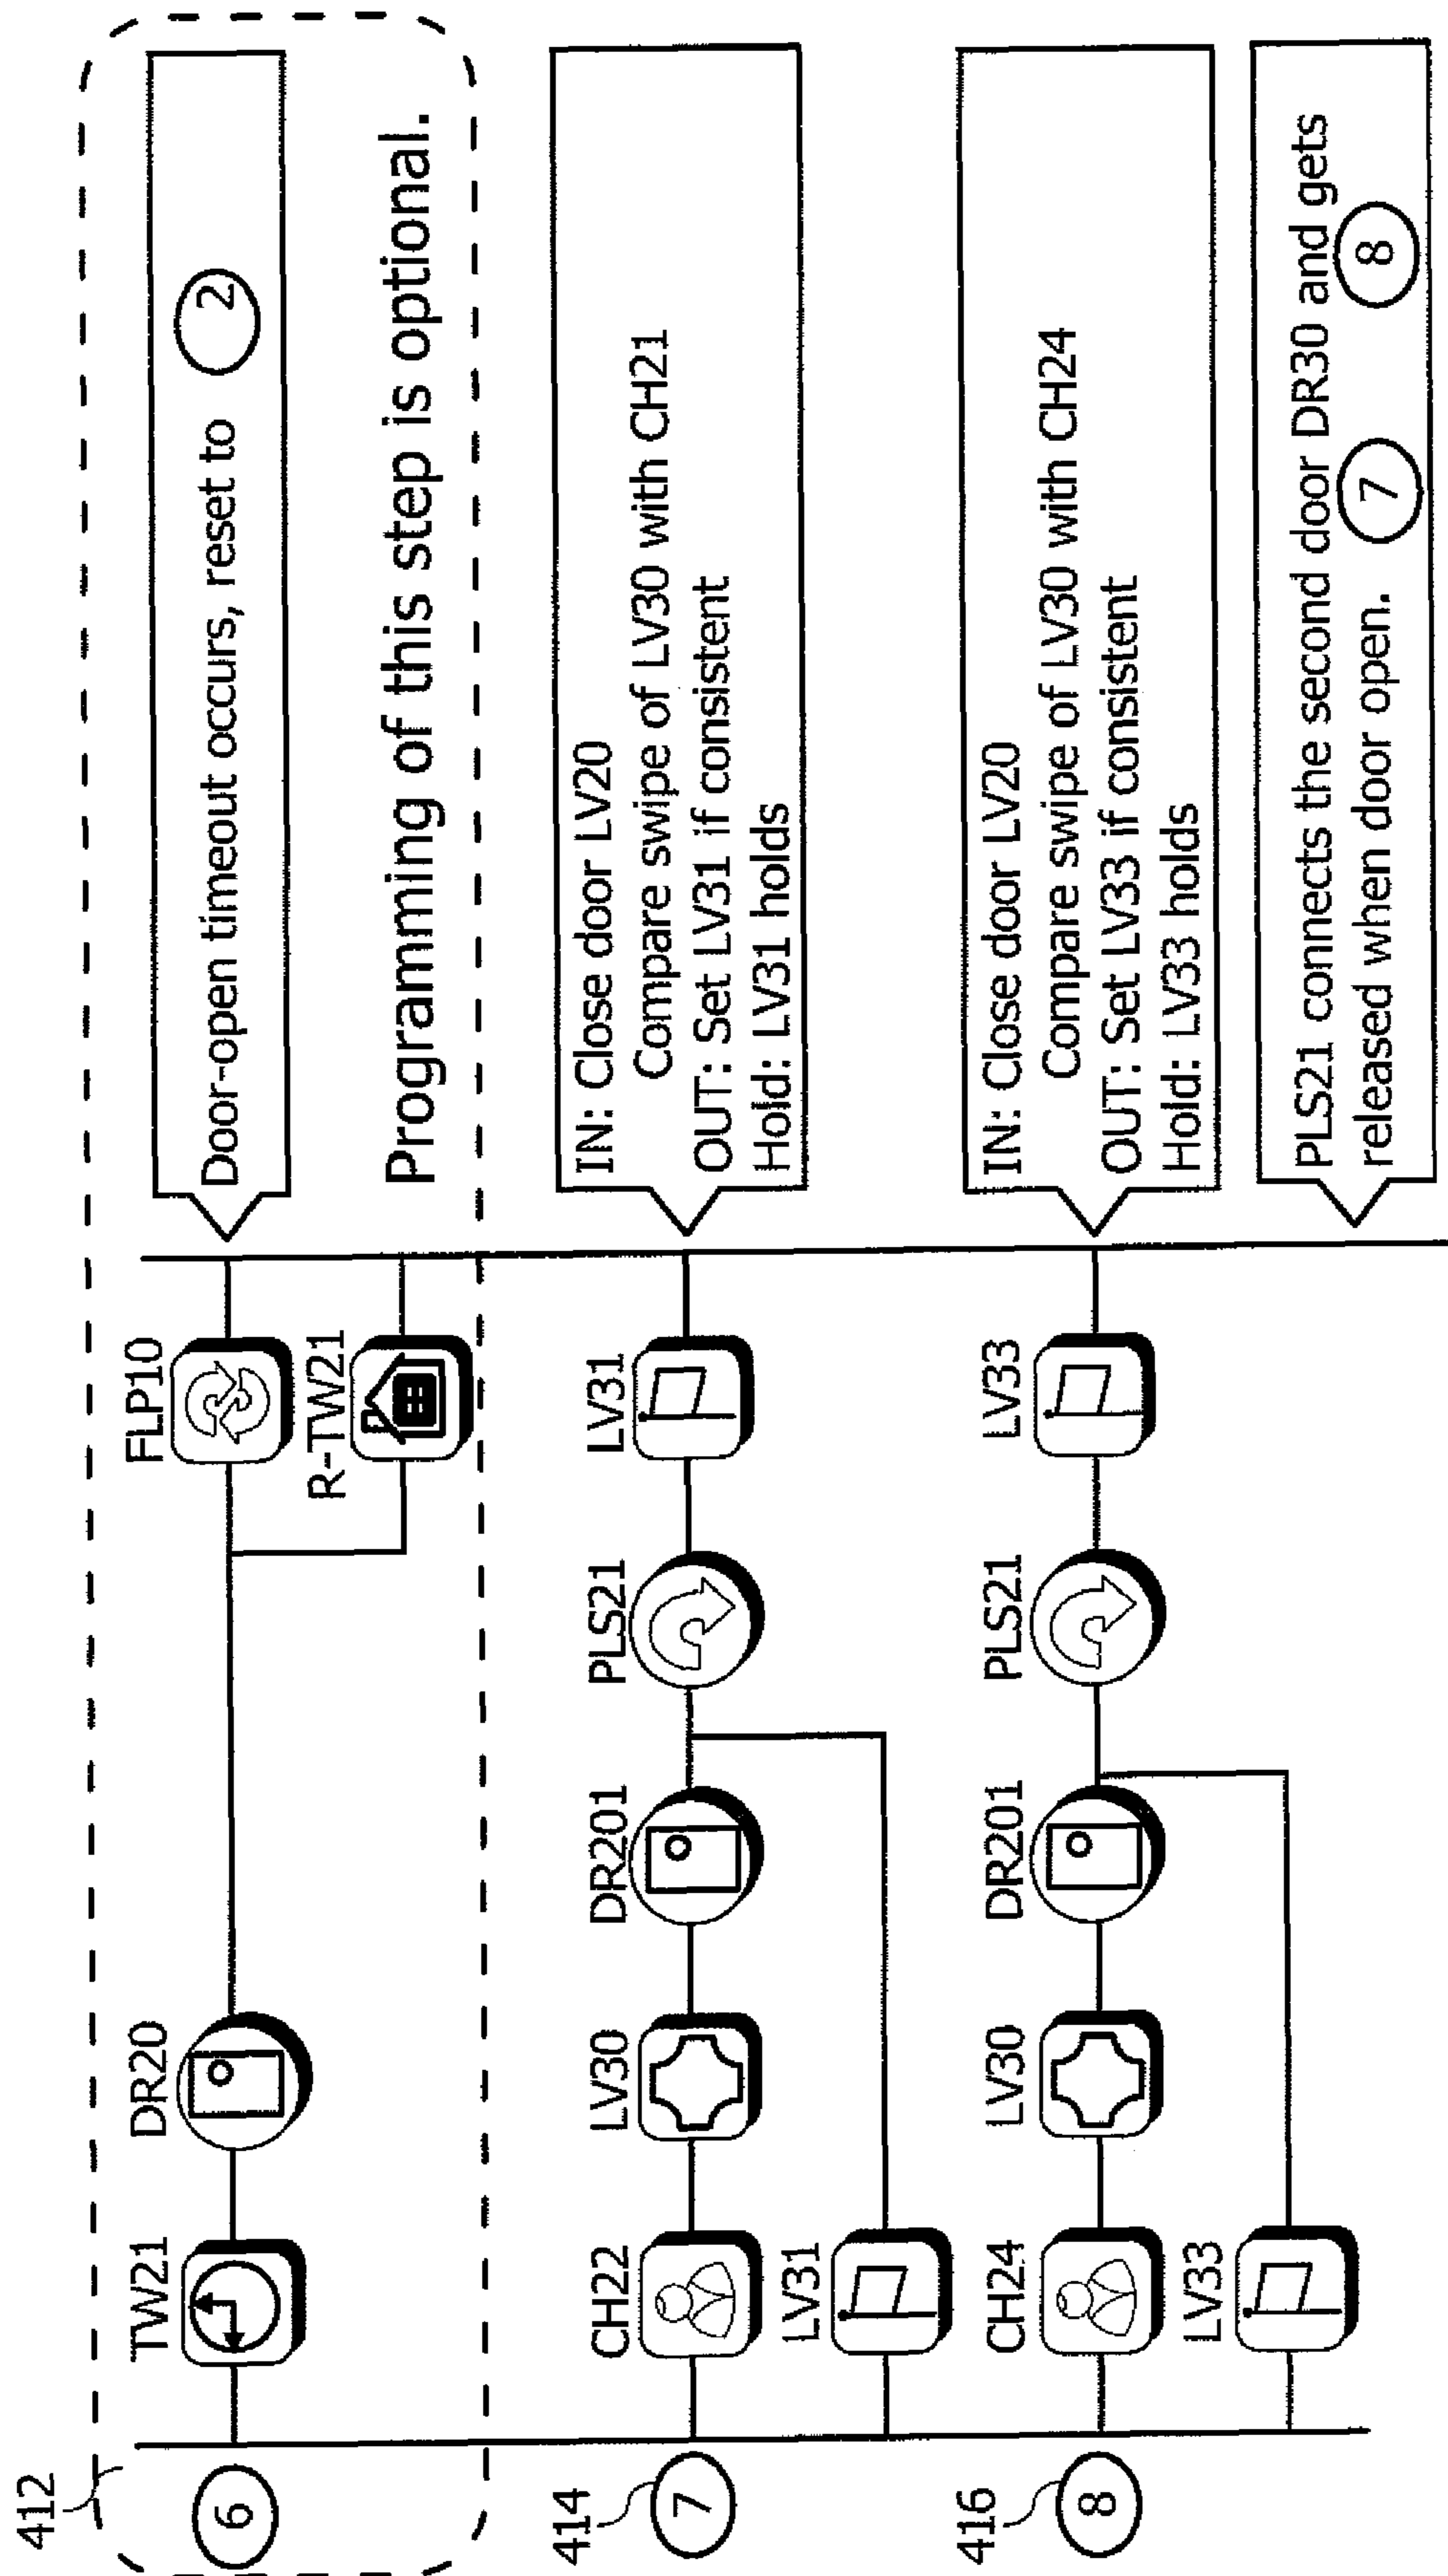 412
6
TW21
DR20
FLP10
R-TW21
Door-open timeout occurs, reset to 2
Programming of this step is optional.
414
7
CH22
LV30
DR201
PLS21
LV31
LV31
IN: Close door LV20
Compare swipe of LV30 with CH21
OUT: Set LV31 if consistent
Hold: LV31 holds
416
8
CH24
LV30
DR201
PLS21
LV33
LV33
IN: Close door LV20
Compare swipe of LV30 with CH24
OUT: Set LV33 if consistent
Hold: LV33 holds
PLS21 connects the second door DR30 and gets
released when door open. 7 8